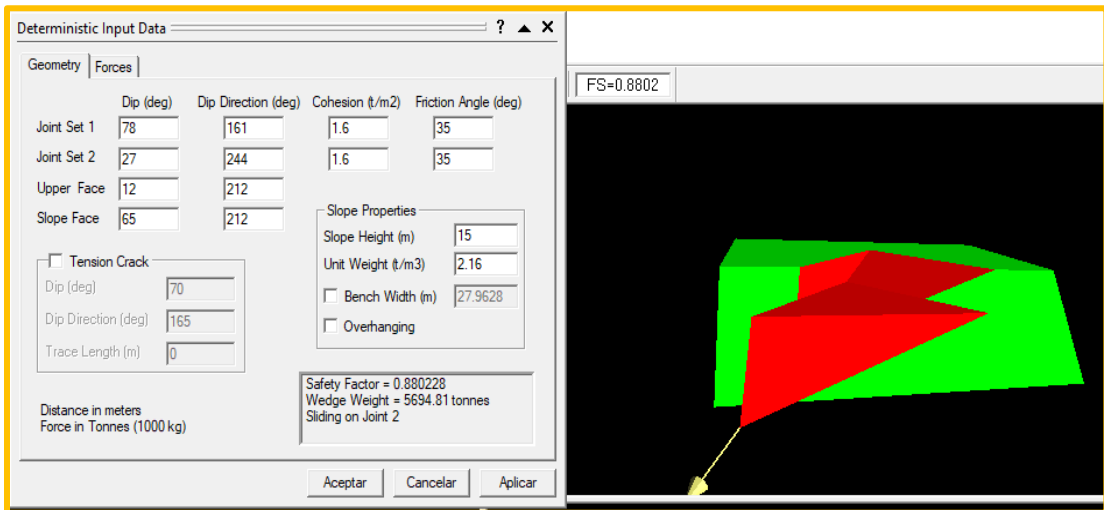 Deterministic Input Data ? ▲ X
Geometry Forces
FS=0.8802
Dip (deg) Dip Direction (deg) Cohesion (t/m2) Friction Angle (deg)
Joint Set 1 78 161 1.6 35
Joint Set 2 27 244 1.6 35
Upper Face 12 212
Slope Face 65 212
Slope Properties
Slope Height (m) 15
Unit Weight (t/m3) 2.16
Bench Width (m) 27.9628
Overhanging
Tension Crack
Dip (deg) 70
Dip Direction (deg) 165
Trace Length (m) 0
Safety Factor = 0.880228
Wedge Weight = 5694.81 tonnes
Sliding on Joint 2
Distance in meters
Force in Tonnes (1000 kg)
Aceptar Cancelar Aplicar